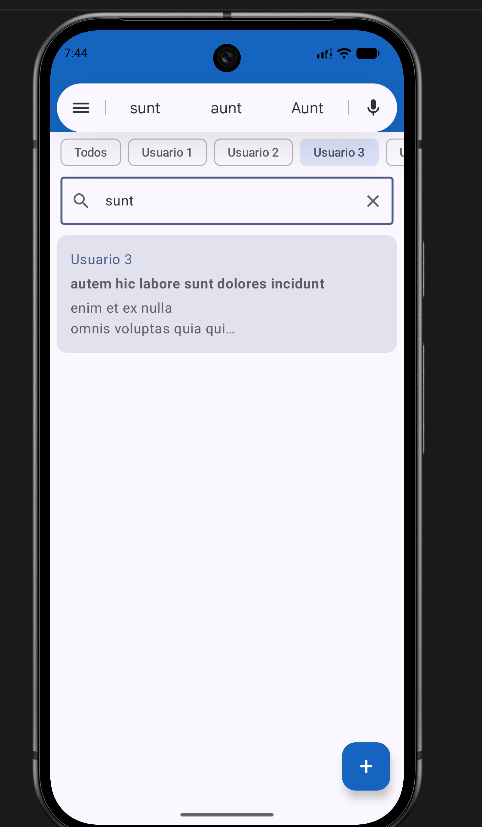 7:44
sunt aunt Aunt
Todos Usuario 1 Usuario 2 Usuario 3
sunt
Usuario 3
autem hic labore sunt dolores incidunt
enim et ex nulla
omnis voluptas quia qui...